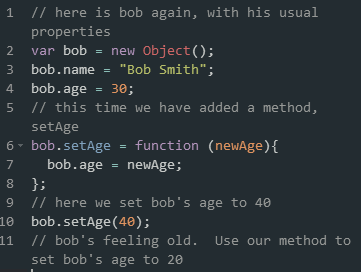 1 // here is bob again, with his usual
properties
2 var bob = new Object();
3 bob.name = "Bob Smith";
4 bob.age = 30;
5 // this time we have added a method,
setAge
6 bob.setAge = function (newAge){
7   bob.age = newAge;
8 };
9 // here we set bob's age to 40
10 bob.setAge(40);
11 // bob's feeling old.  Use our method to
set bob's age to 20